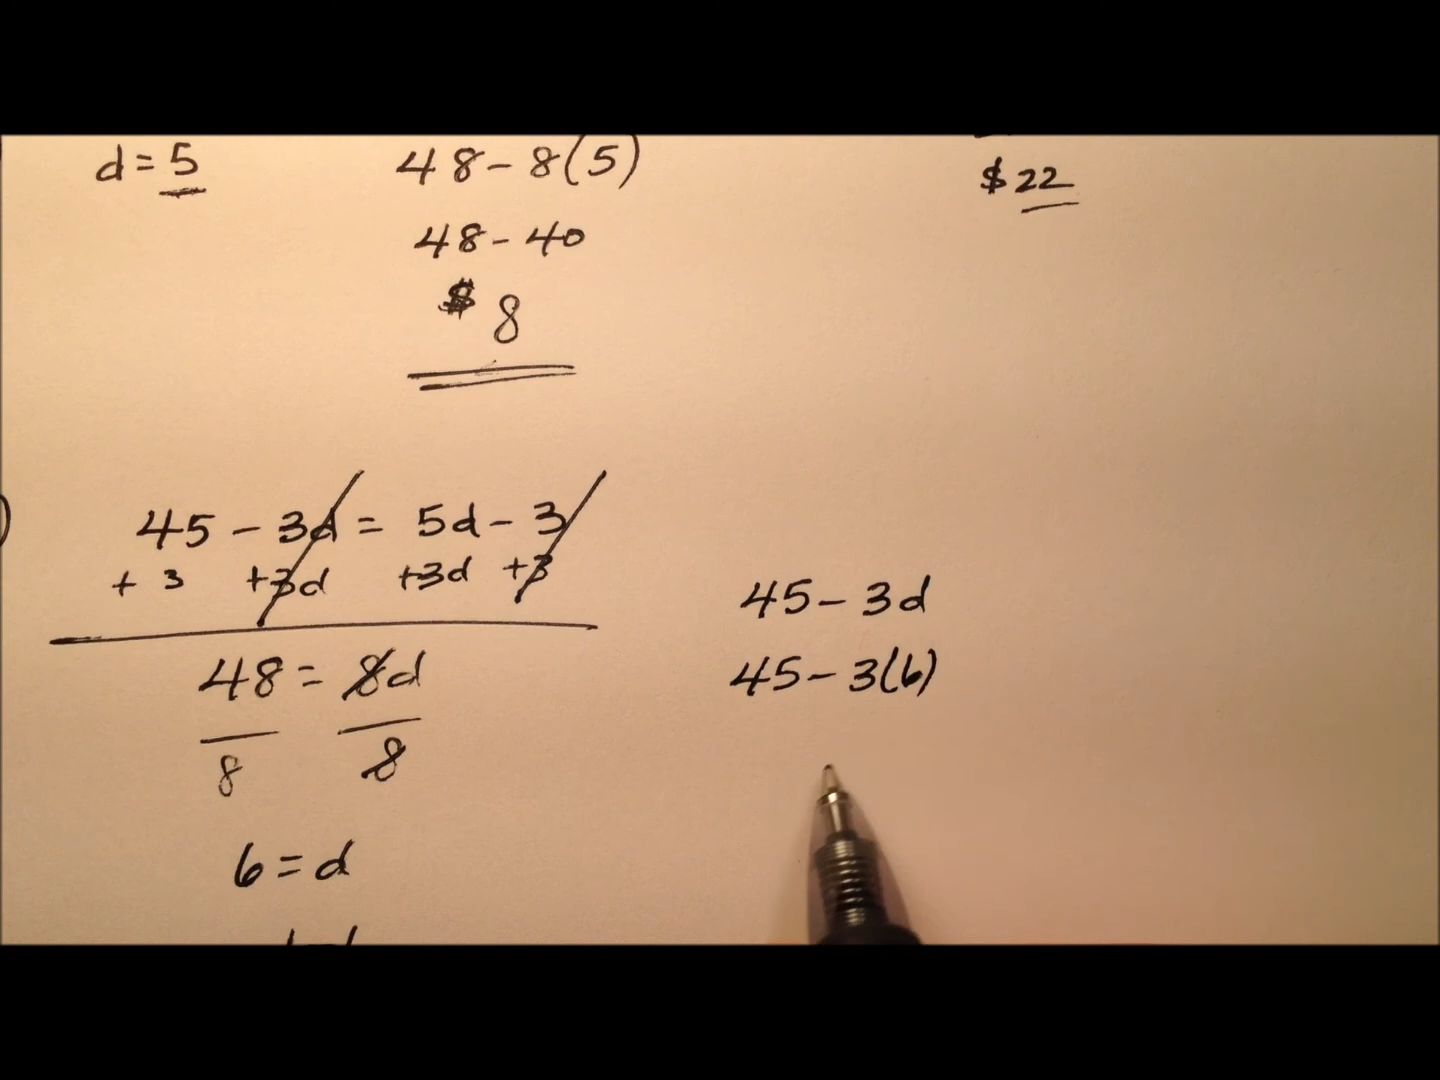 d = 5
48 - 8(5)
48 - 40
$ 8
$ 22
45 - 3d = 5d - 3
+ 3 +3d +3d +3
48 = 8d
8 8
6 = d
45 - 3d
45 - 3(6)